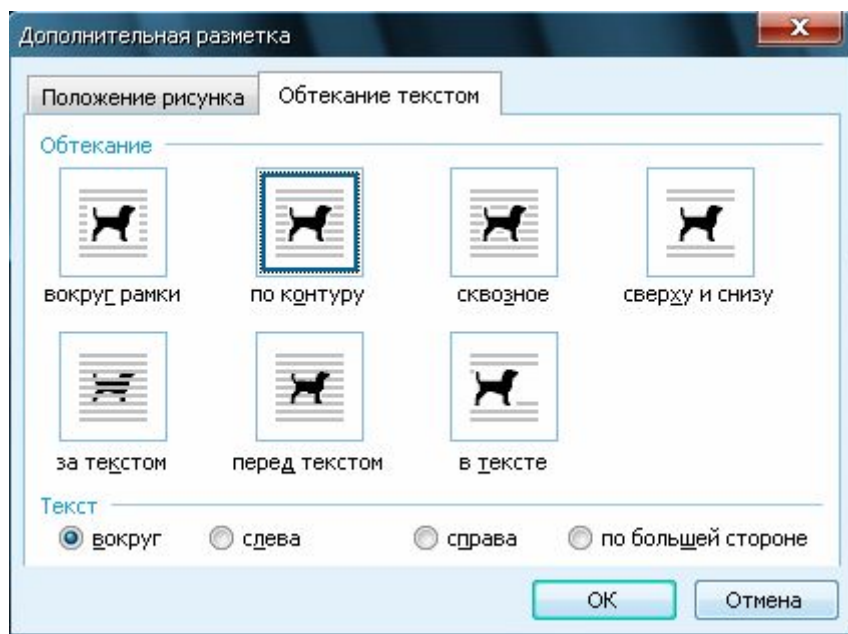 Дополнительная разметка
Положение рисунка Обтекание текстом
Обтекание
вокруг рамки по контуру сквозное сверху и снизу
за текстом перед текстом в тексте
Текст
вокруг слева справа по большей стороне
ОК Отмена